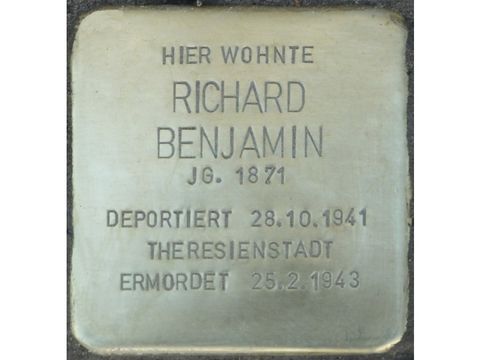 HIER WOHNTE
RICHARD
BENJAMIN
JG. 1871
DEPORTIERT 28.10.1941
THERESIENSTADT
ERMORDET 25.2.1943